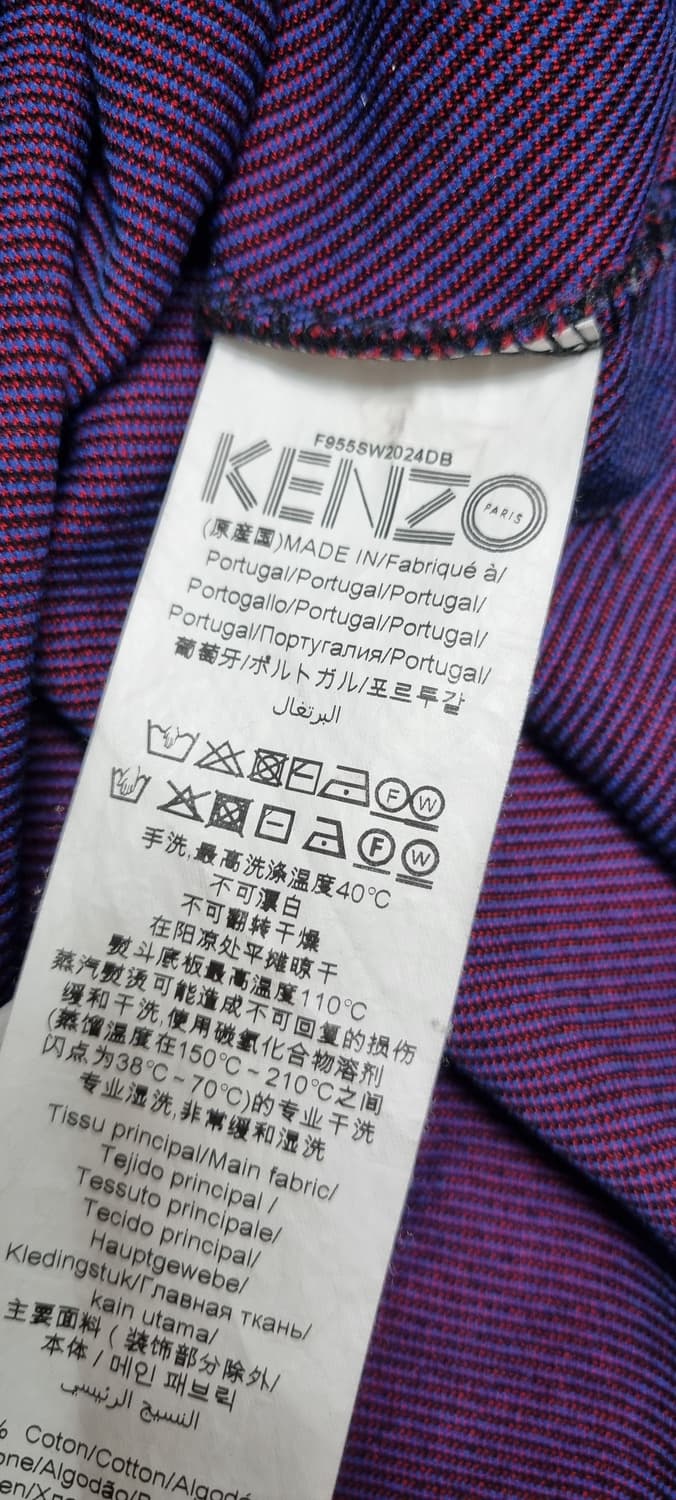 F955SW2024DB
KENZO
PARIS
(原産国)MADE IN/Fabriqué à/
Portugal/Portugal/Portugal/
Portogallo/Portugal/Portugal/
Portugal/Португалия/Portugal/
葡萄牙/ポルトガル/포르투갈
البرتغال
F W
F W
手洗,最高洗涤温度40°C
不可漂白
不可翻转干燥
在阳凉处平摊晾干
熨斗底板最高温度110°C
蒸汽熨烫可能造成不可回复的损伤
缓和干洗,使用碳氢化合物溶剂
(蒸馏温度在150°C - 210°C之间
闪点为38°C - 70°C)的专业干洗
专业湿洗,非常缓和湿洗
Tissu principal/Main fabric/
Tejido principal /
Tessuto principale/
Tecido principal/
Hauptgewebe/
Kledingstuk/Главная ткань/
kain utama/
主要面料 ( 装饰部分除外/
本体 / 메인 패브릭
النسيج الرئيسي
% Coton/Cotton/Algodó
one/Algodão/
en/